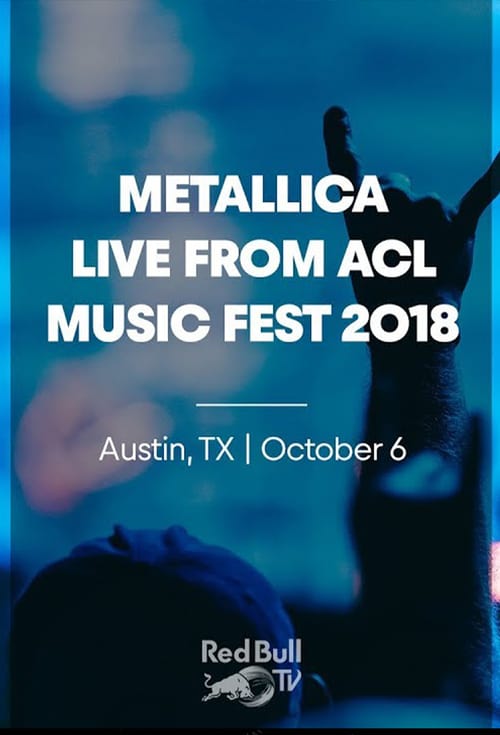 METALLICA
LIVE FROM ACL
MUSIC FEST 2018
Austin, TX | October 6
Red Bull
TV